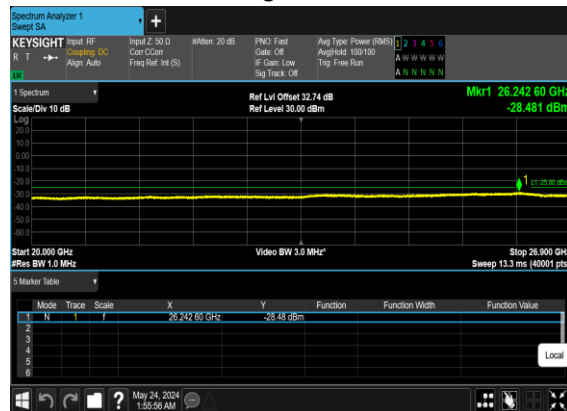 Spectrum Analyzer 1
Swept SA
+
KEYSIGHT Input: RF Input Z: 50 Ω #Atten: 20 dB PNO: Fast Avg Type: Power (RMS) 1 2 3 4 5 6
R T Coupling: DC Corr CCorr Gate: Off Avg|Hold: 100/100 A W W W W W
Align: Auto Freq Ref: Int (S) IF Gain: Low Trig: Free Run
Sig Track: Off A N N N N N
1 Spectrum Ref Lvl Offset 32.74 dB Mkr1 26.242 60 GHz
Scale/Div 10 dB Ref Level 30.00 dBm -28.481 dBm
Log
20.0
10.0
0.00
-10.0
-20.0 1
-30.0
-40.0
-50.0
-60.0
Start 20.000 GHz Video BW 3.0 MHz* Stop 26.900 GHz
#Res BW 1.0 MHz Sweep 13.3 ms (40001 pts)
5 Marker Table
Mode Trace Scale X Y Function Function Width Function Value
1 N 1 f 26.242 60 GHz -28.48 dBm
2
3
4
5
6
Local
? May 24, 2024
1:55:56 AM